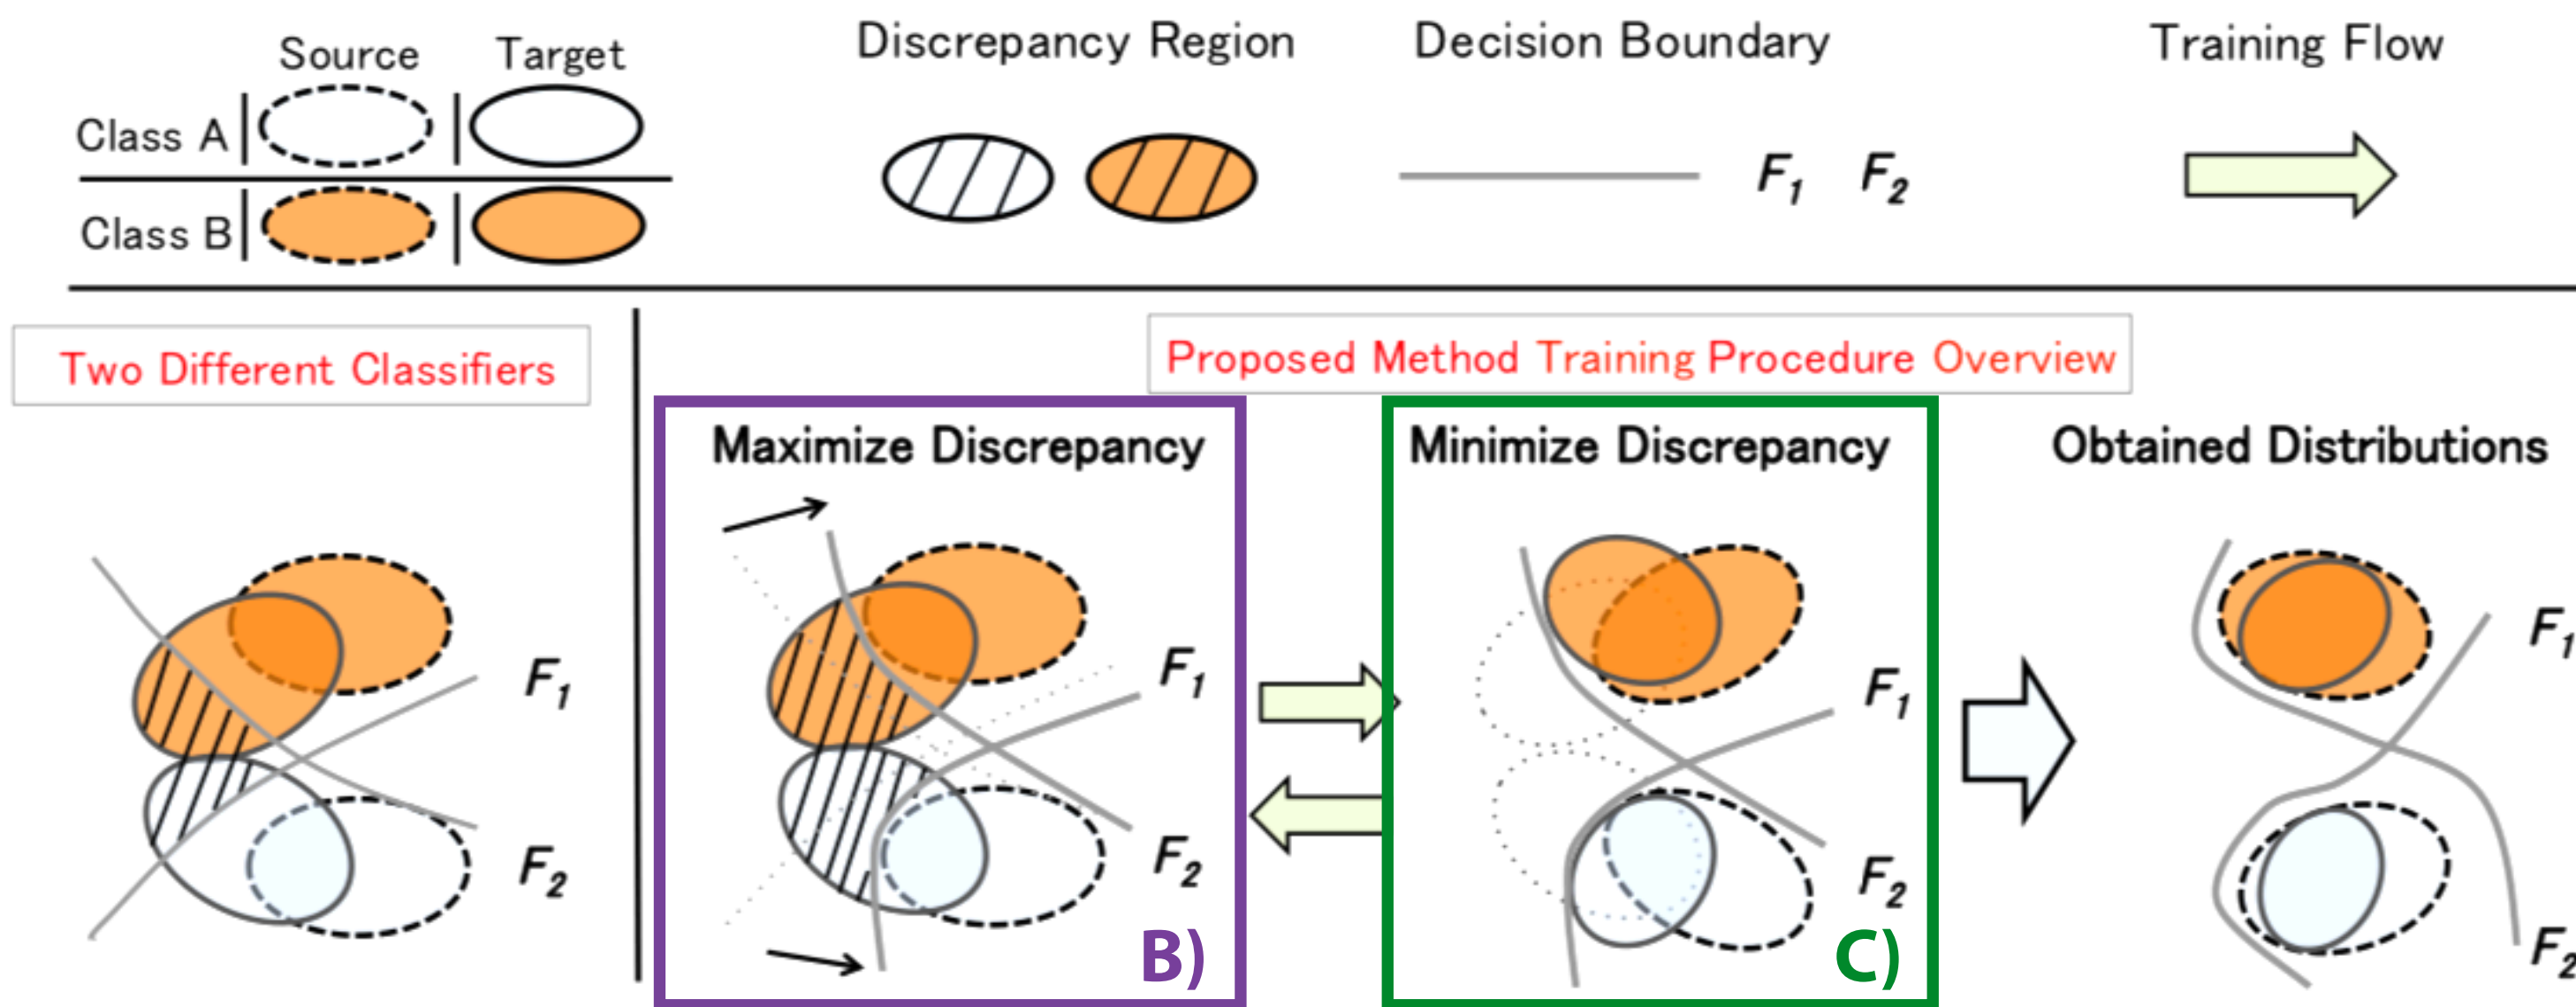 Source Target
Class A
Class B
Discrepancy Region
Decision Boundary
F1 F2
Training Flow
Two Different Classifiers
Proposed Method Training Procedure Overview
F1
F2
Maximize Discrepancy
F1
F2
B)
Minimize Discrepancy
F1
F2
C)
Obtained Distributions
F1
F2